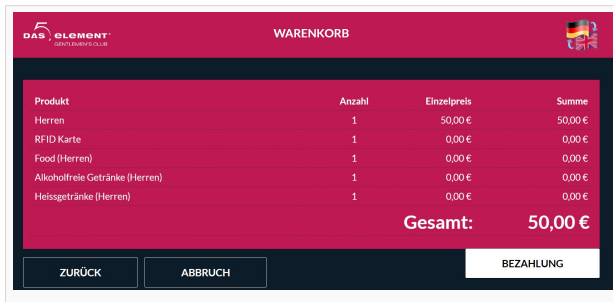 DAS 5. ELEMENT
GENTLEMEN'S CLUB
WARENKORB
Produkt Anzahl Einzelpreis Summe
Herren 1 50,00 € 50,00 €
RFID Karte 1 0,00 € 0,00 €
Food (Herren) 1 0,00 € 0,00 €
Alkoholfreie Getränke (Herren) 1 0,00 € 0,00 €
Heissgetränke (Herren) 1 0,00 € 0,00 €
Gesamt: 50,00 €
ZURÜCK ABBRUCH BEZAHLUNG